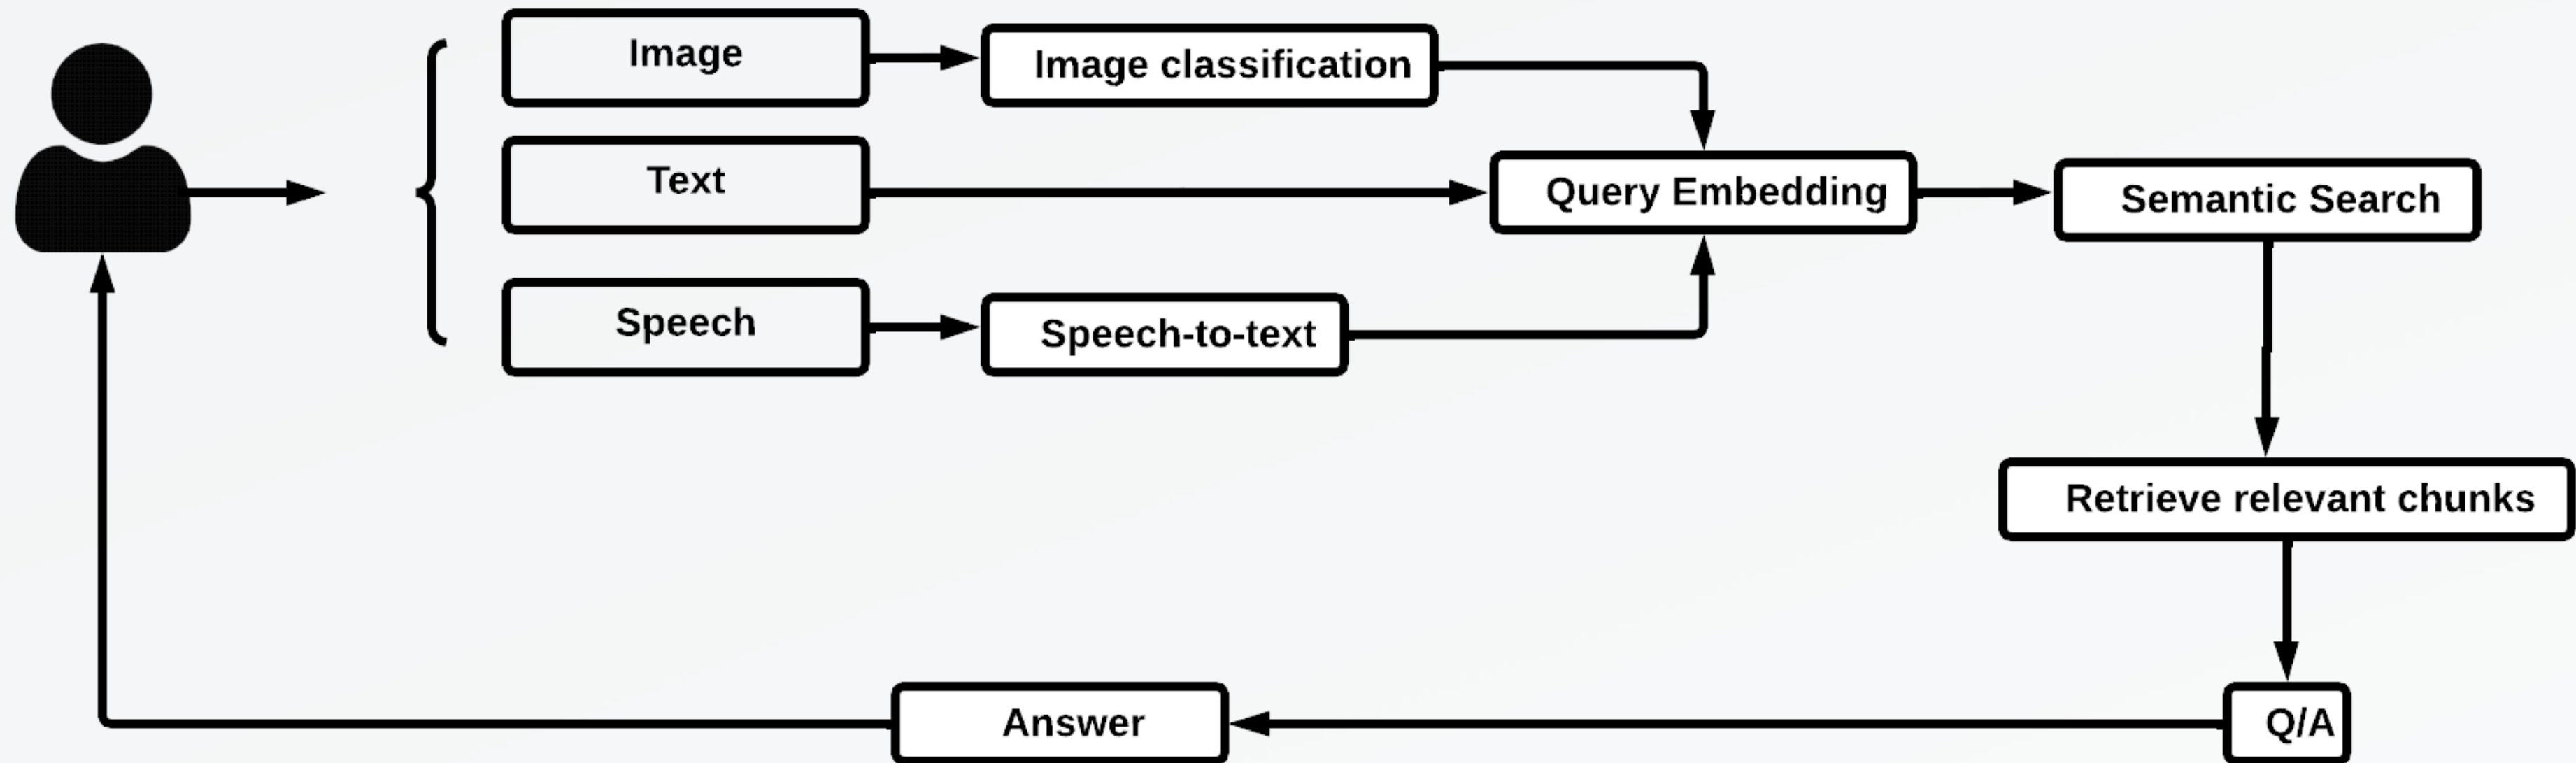 Image
Image classification
Text
Query Embedding
Semantic Search
Speech
Speech-to-text
Retrieve relevant chunks
Answer
Q/A